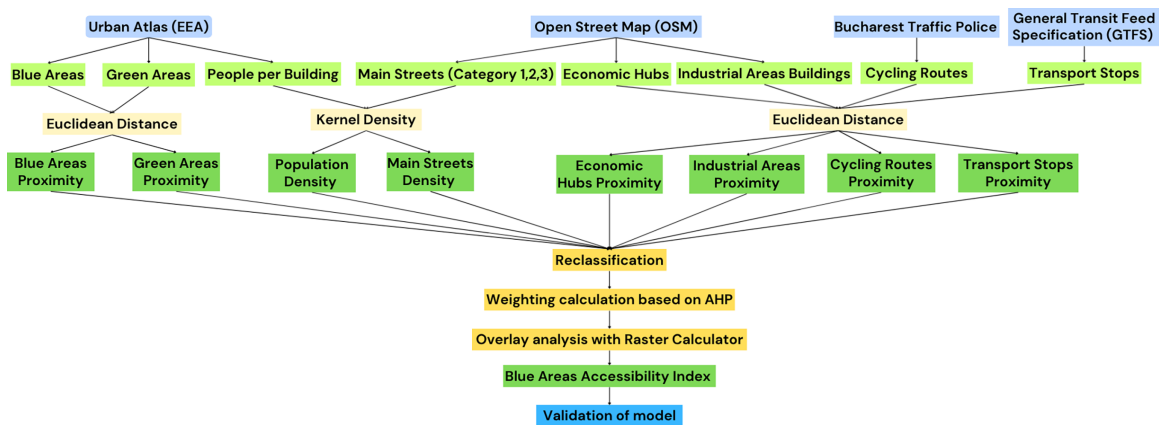 Urban Atlas (EEA)
Open Street Map (OSM)
Bucharest Traffic Police
General Transit Feed
Specification (GTFS)
Blue Areas
Green Areas
People per Building
Main Streets (Category 1,2,3)
Economic Hubs
Industrial Areas Buildings
Cycling Routes
Transport Stops
Euclidean Distance
Kernel Density
Euclidean Distance
Blue Areas
Proximity
Green Areas
Proximity
Population
Density
Main Streets
Density
Economic
Hubs Proximity
Industrial Areas
Proximity
Cycling Routes
Proximity
Transport Stops
Proximity
Reclassification
Weighting calculation based on AHP
Overlay analysis with Raster Calculator
Blue Areas Accessibility Index
Validation of model